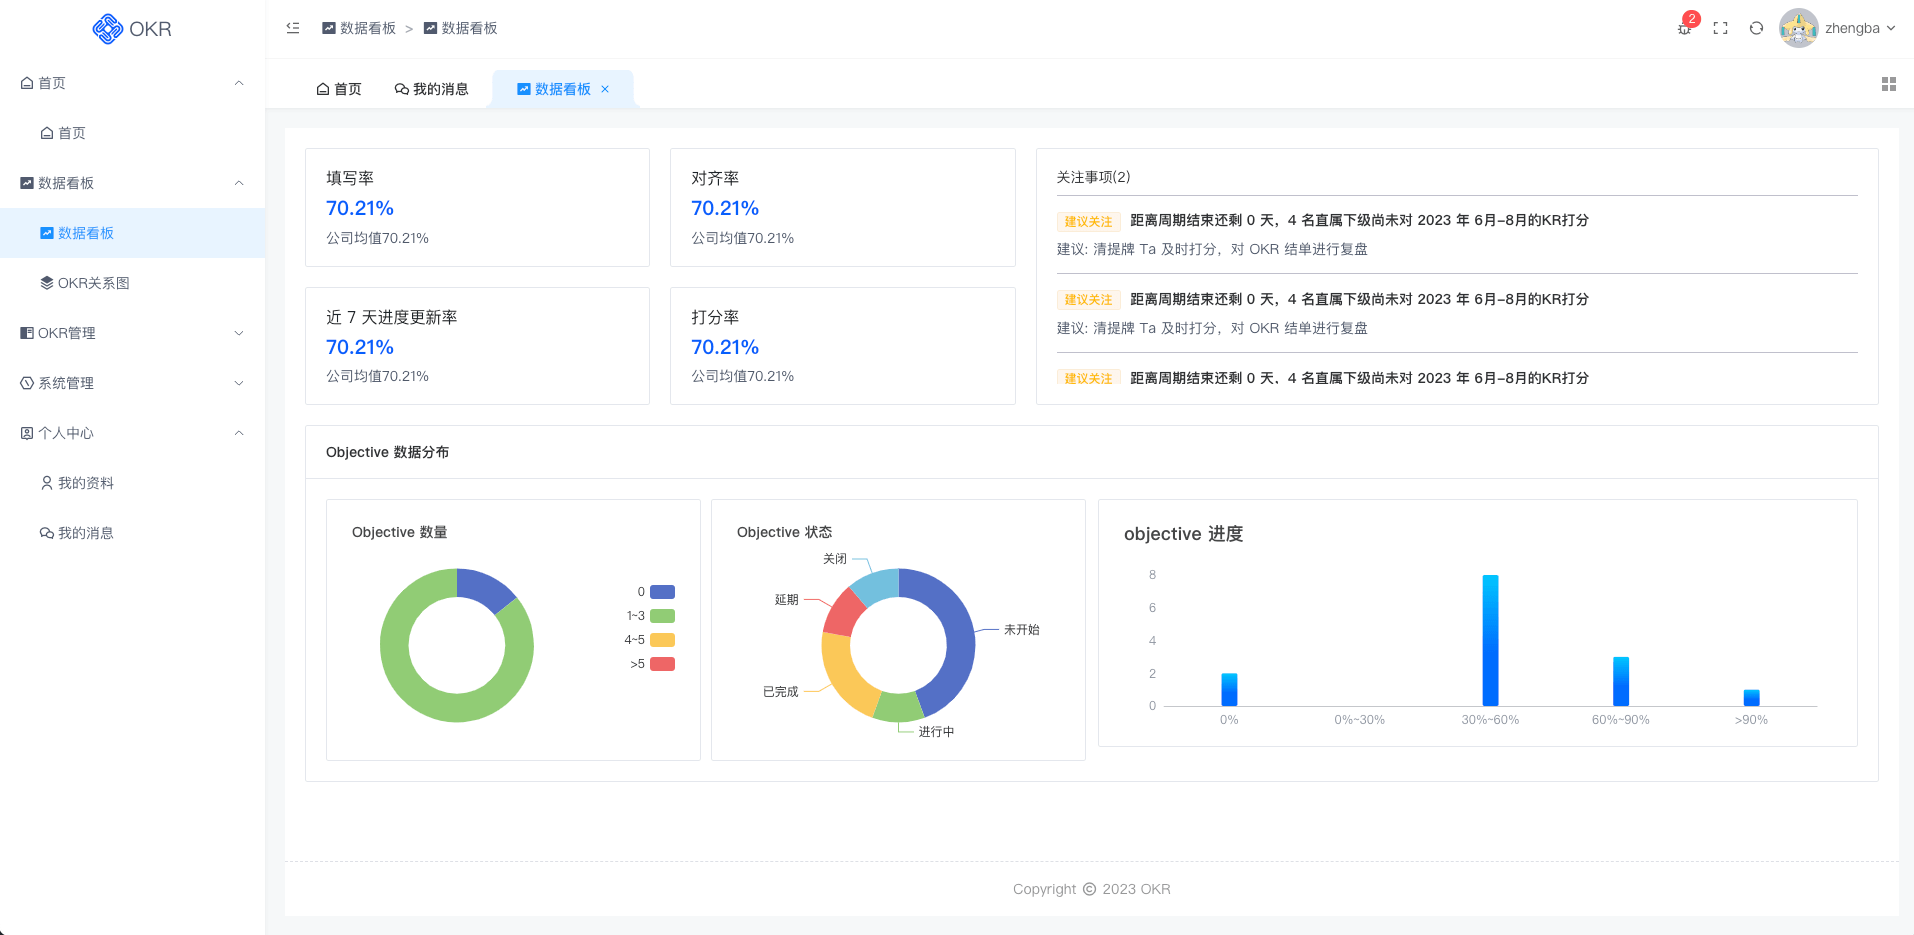 OKR
首页
首页
数据看板
数据看板
OKR关系图
OKR管理
系统管理
个人中心
我的资料
我的消息
数据看板 > 数据看板
2
zhengba
首页 我的消息 数据看板 ×
填写率
70.21%
公司均值70.21%
对齐率
70.21%
公司均值70.21%
近 7 天进度更新率
70.21%
公司均值70.21%
打分率
70.21%
公司均值70.21%
关注事项(2)
建议关注 距离周期结束还剩 0 天，4 名直属下级尚未对 2023 年 6月-8月的KR打分
建议: 清提牌 Ta 及时打分，对 OKR 结单进行复盘
建议关注 距离周期结束还剩 0 天，4 名直属下级尚未对 2023 年 6月-8月的KR打分
建议: 清提牌 Ta 及时打分，对 OKR 结单进行复盘
建议关注 距离周期结束还剩 0 天，4 名直属下级尚未对 2023 年 6月-8月的KR打分
Objective 数据分布
Objective 数量
0
1~3
4~5
>5
Objective 状态
关闭
延期
未开始
已完成
进行中
objective 进度
8
6
4
2
0
0% 0%~30% 30%~60% 60%~90% >90%
Copyright © 2023 OKR